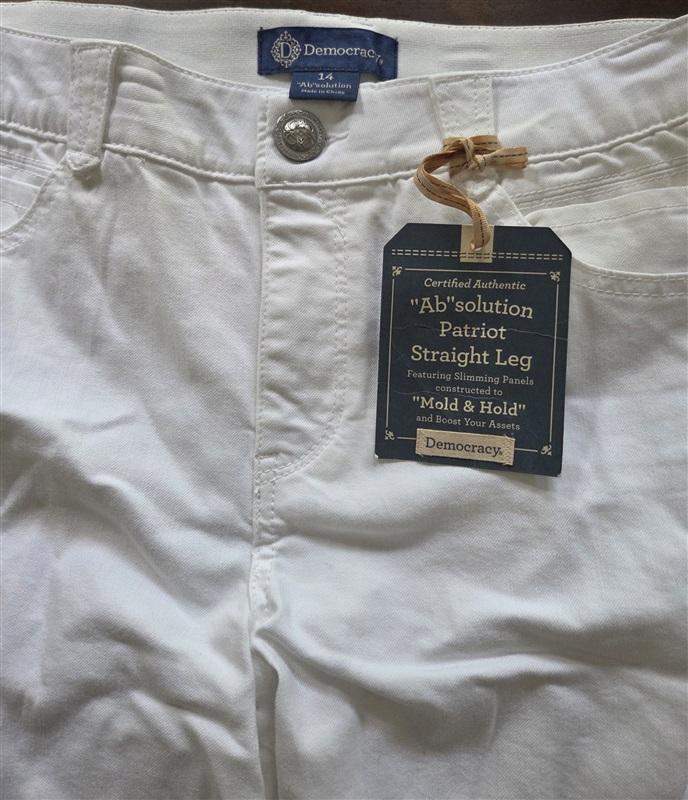 D Democracy
14
"Ab"solution
Made in China
Certified Authentic
"Ab"solution
Patriot
Straight Leg
Featuring Slimming Panels
constructed to
"Mold & Hold"
and Boost Your Assets
Democracy®